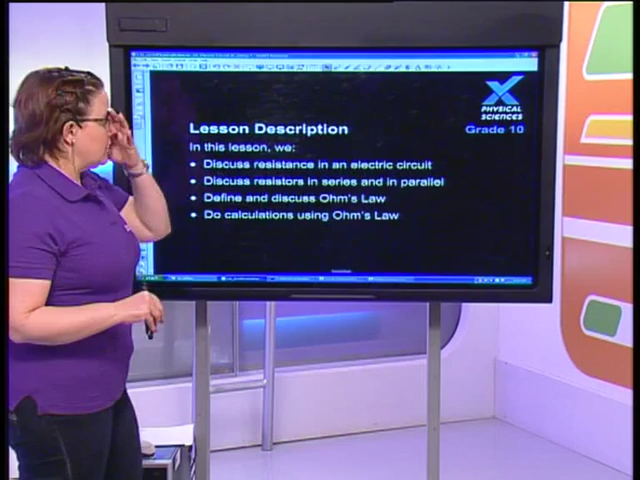 X
PHYSICAL
SCIENCES
Grade 10
Lesson Description
In this lesson, we:
• Discuss resistance in an electric circuit
• Discuss resistors in series and in parallel
• Define and discuss Ohm's Law
• Do calculations using Ohm's Law